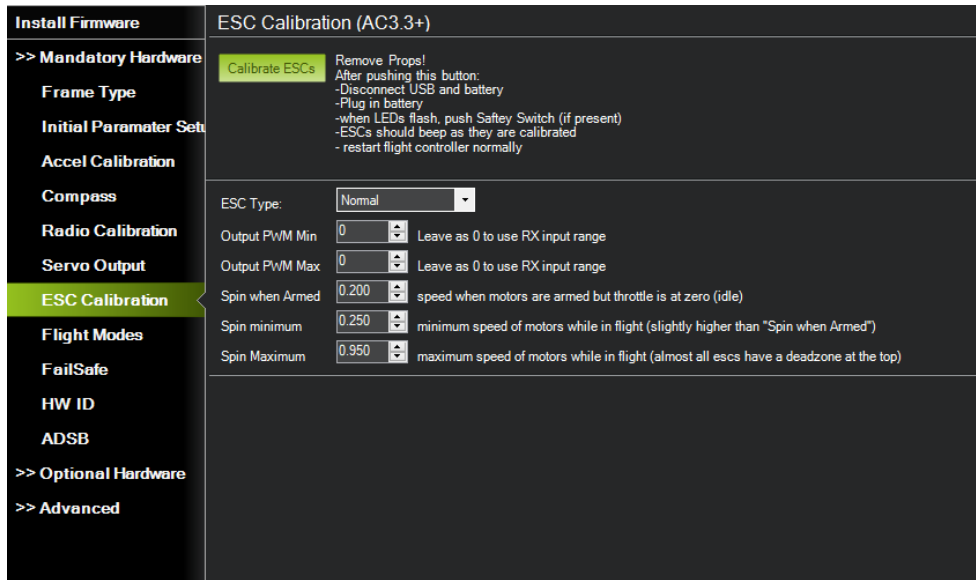 Install Firmware
>> Mandatory Hardware
Frame Type
Initial Paramater Setu
Accel Calibration
Compass
Radio Calibration
Servo Output
ESC Calibration
Flight Modes
FailSafe
HW ID
ADSB
>> Optional Hardware
>> Advanced
ESC Calibration (AC3.3+)
Calibrate ESCs
Remove Props!
After pushing this button:
-Disconnect USB and battery
-Plug in battery
-when LEDs flash, push Saftey Switch (if present)
-ESCs should beep as they are calibrated
- restart flight controller normally
ESC Type: Normal
Output PWM Min 0 Leave as 0 to use RX input range
Output PWM Max 0 Leave as 0 to use RX input range
Spin when Armed 0.200 speed when motors are armed but throttle is at zero (idle)
Spin minimum 0.250 minimum speed of motors while in flight (slightly higher than "Spin when Armed")
Spin Maximum 0.950 maximum speed of motors while in flight (almost all escs have a deadzone at the top)